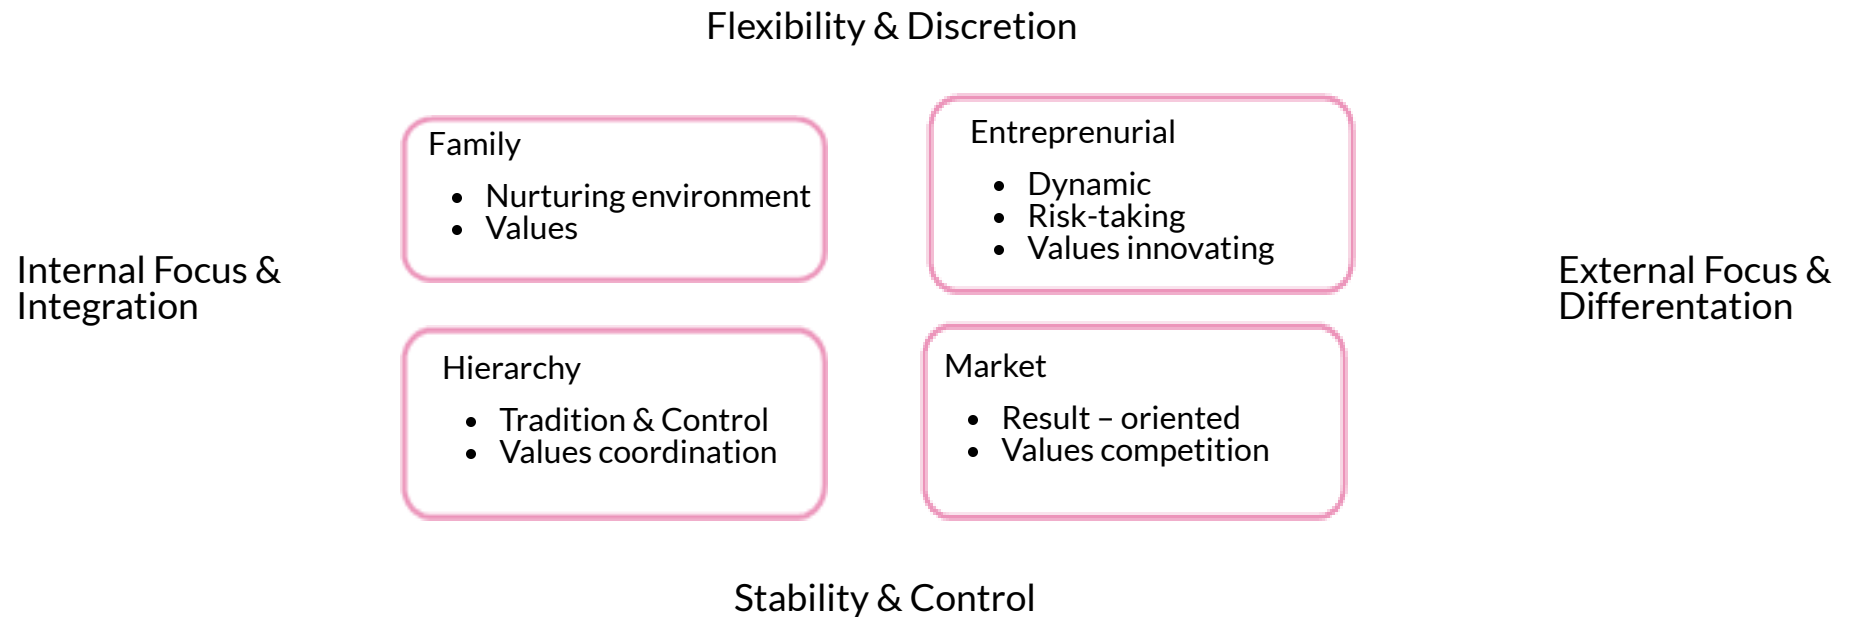 Flexibility & Discretion
Family
• Nurturing environment
• Values
Entreprenurial
• Dynamic
• Risk-taking
• Values innovating
Internal Focus &
Integration
External Focus &
Differentation
Hierarchy
• Tradition & Control
• Values coordination
Market
• Result – oriented
• Values competition
Stability & Control